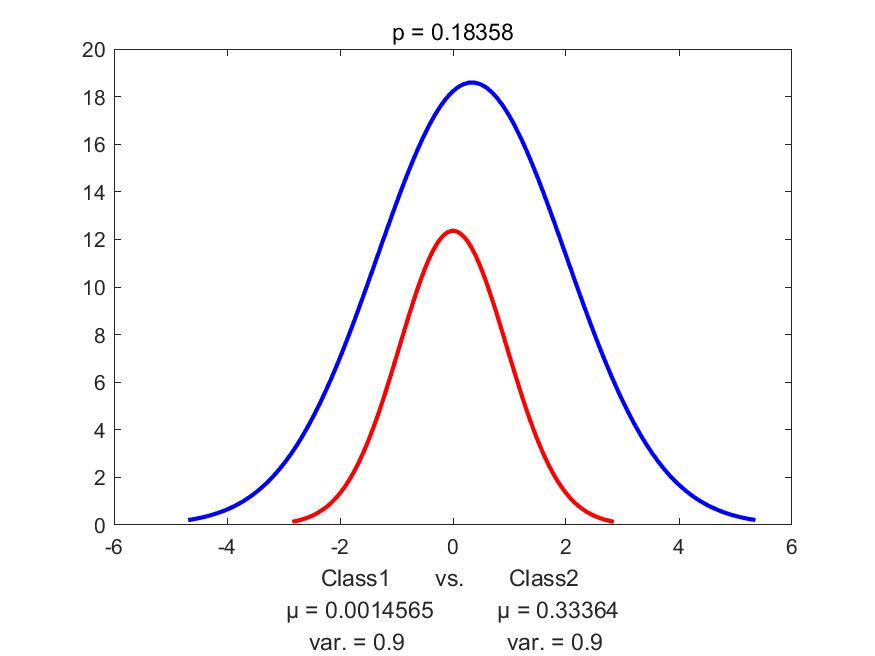 p = 0.18358
20
18
16
14
12
10
8
6
4
2
0
-6 -4 -2 0 2 4 6
Class1 vs. Class2
μ = 0.0014565 μ = 0.33364
var. = 0.9 var. = 0.9